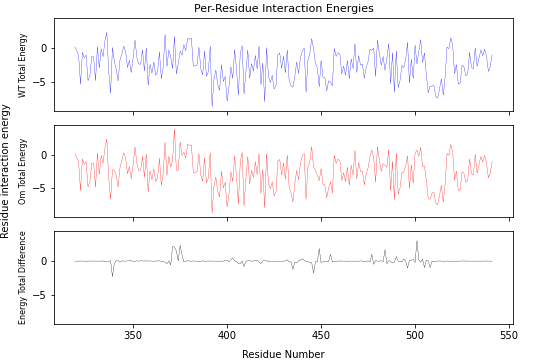 Per-Residue Interaction Energies
Residue interaction energy
WT Total Energy
0
−5
Om Total Energy
0
−5
Energy Total Difference
0
−5
350 400 450 500 550
Residue Number